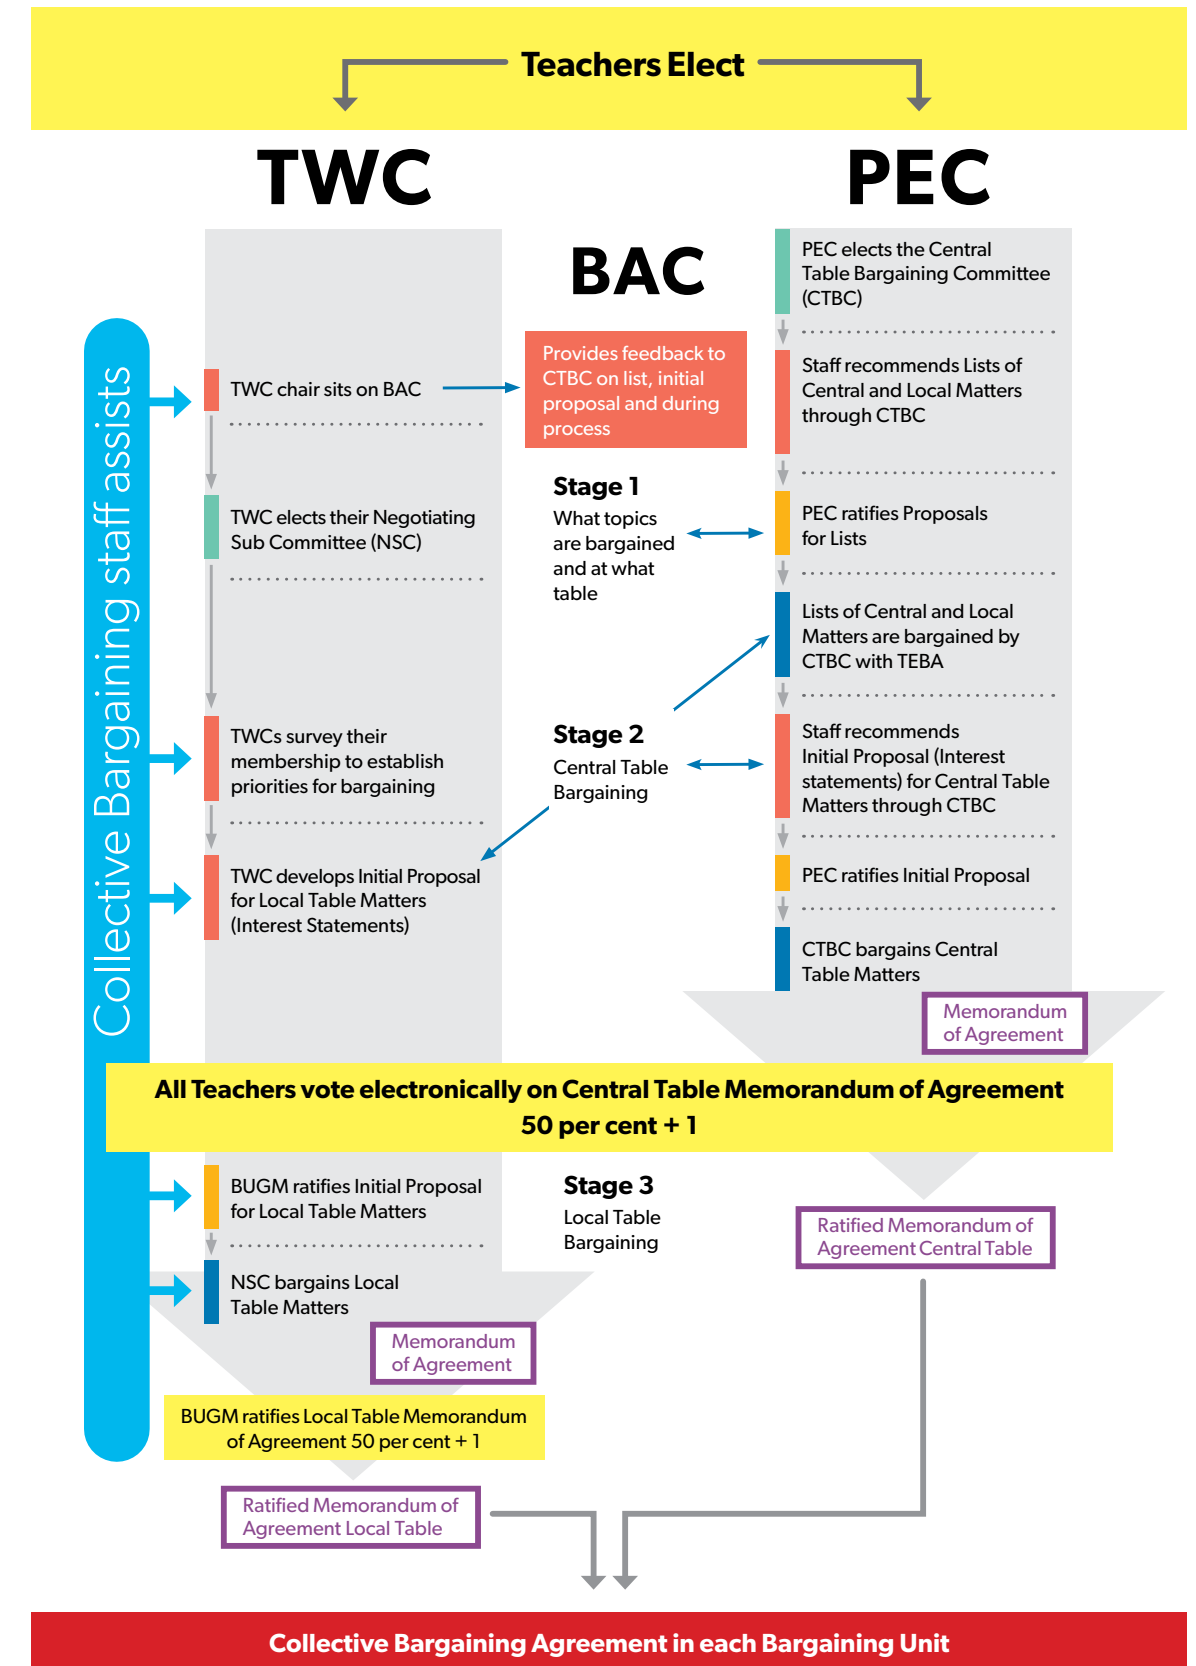 Teachers Elect
TWC
PEC
BAC
Collective Bargaining staff assists
TWC chair sits on BAC
TWC elects their Negotiating
Sub Committee (NSC)
TWCs survey their
membership to establish
priorities for bargaining
TWC develops Initial Proposal
for Local Table Matters
(Interest Statements)
Provides feedback to
CTBC on list, initial
proposal and during
process
Stage 1
What topics
are bargained
and at what
table
Stage 2
Central Table
Bargaining
PEC elects the Central
Table Bargaining Committee
(CTBC)
Staff recommends Lists of
Central and Local Matters
through CTBC
PEC ratifies Proposals
for Lists
Lists of Central and Local
Matters are bargained by
CTBC with TEBA
Staff recommends
Initial Proposal (Interest
statements) for Central Table
Matters through CTBC
PEC ratifies Initial Proposal
CTBC bargains Central
Table Matters
Memorandum
of Agreement
All Teachers vote electronically on Central Table Memorandum of Agreement
50 per cent + 1
BUGM ratifies Initial Proposal
for Local Table Matters
NSC bargains Local
Table Matters
Memorandum
of Agreement
BUGM ratifies Local Table Memorandum
of Agreement 50 per cent + 1
Ratified Memorandum of
Agreement Local Table
Stage 3
Local Table
Bargaining
Ratified Memorandum of
Agreement Central Table
Collective Bargaining Agreement in each Bargaining Unit